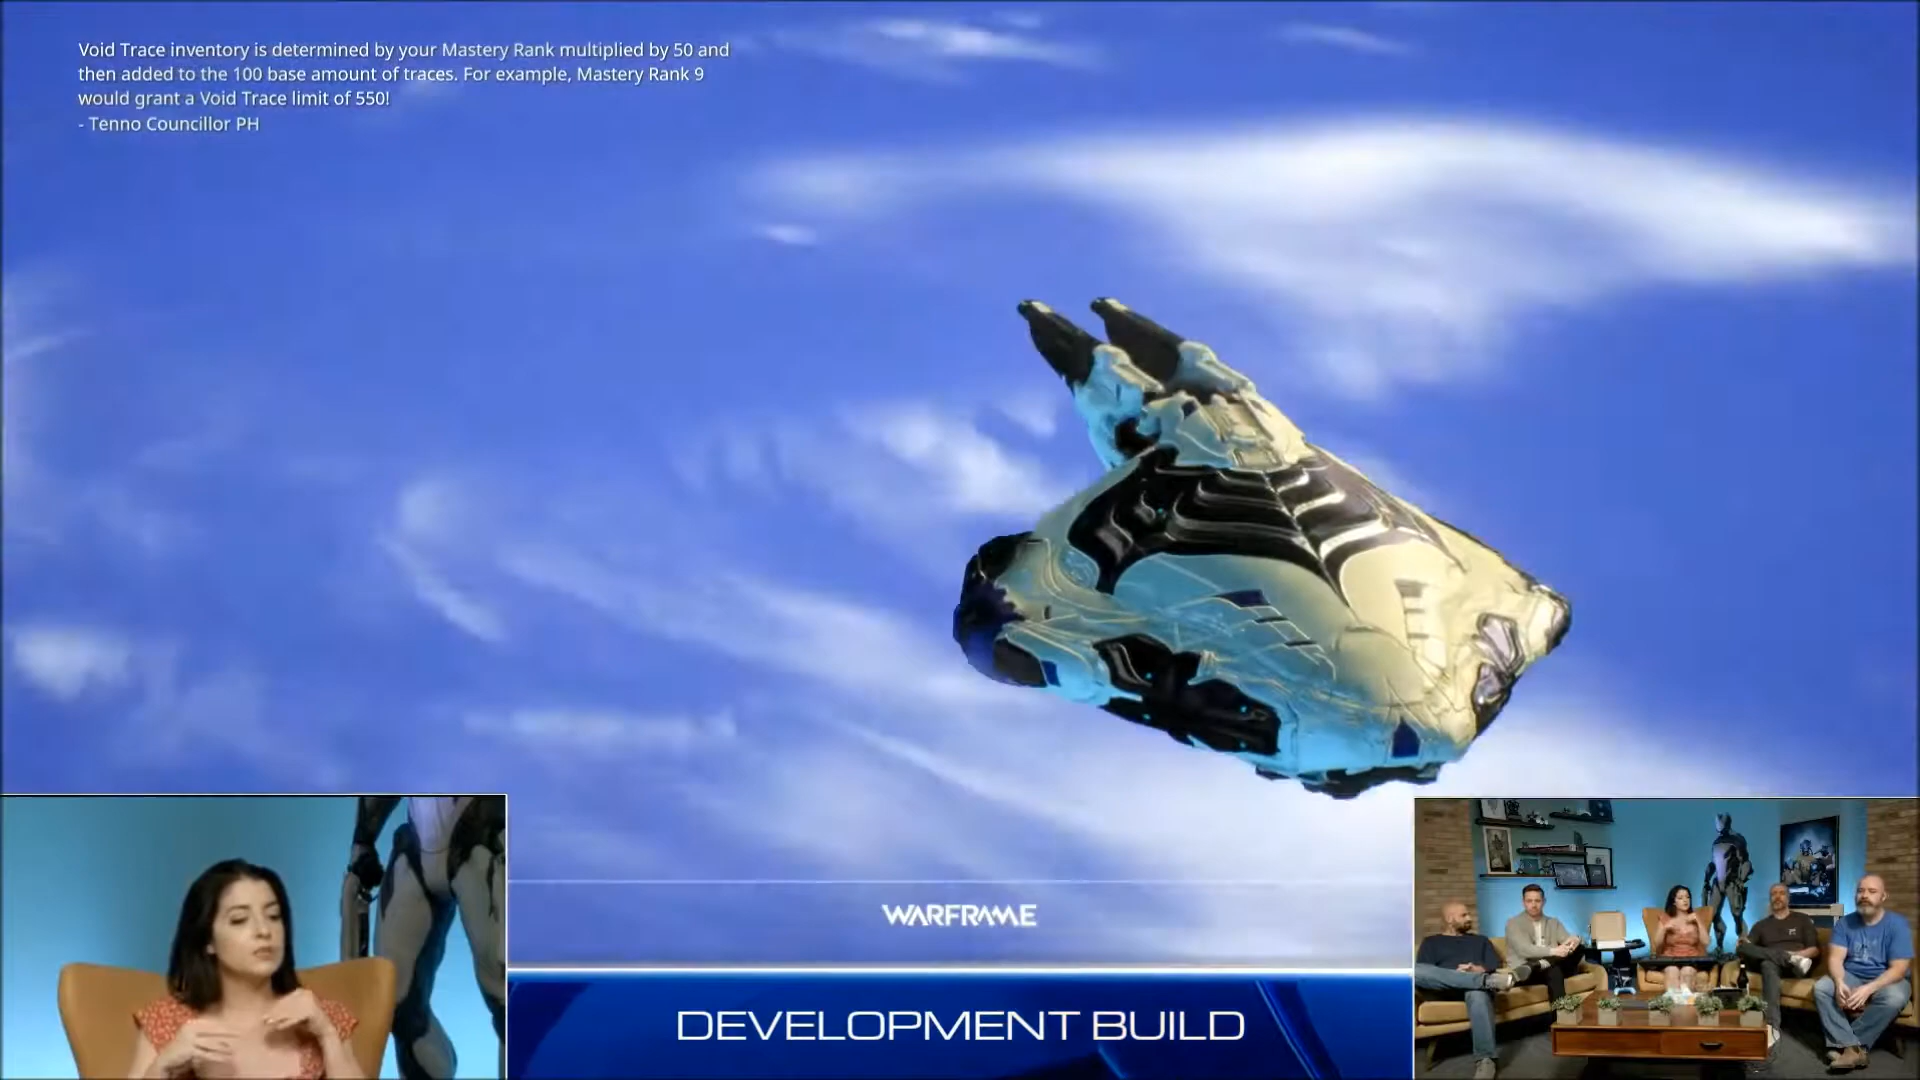 Void Trace inventory is determined by your Mastery Rank multiplied by 50 and
then added to the 100 base amount of traces. For example, Mastery Rank 9
would grant a Void Trace limit of 550!
- Tenno Councillor PH
WARFRAME
DEVELOPMENT BUILD